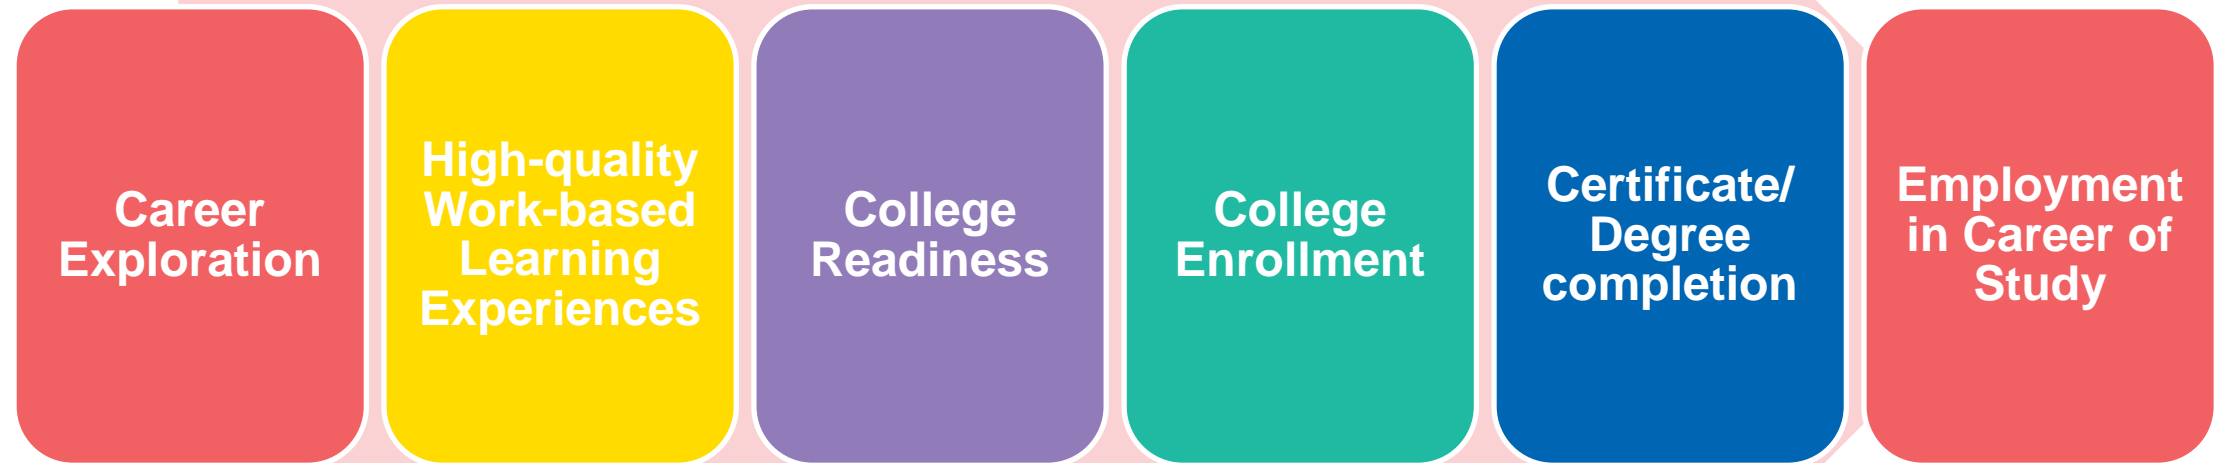 Career
Exploration
High-quality
Work-based
Learning
Experiences
College
Readiness
College
Enrollment
Certificate/
Degree
completion
Employment
in Career of
Study